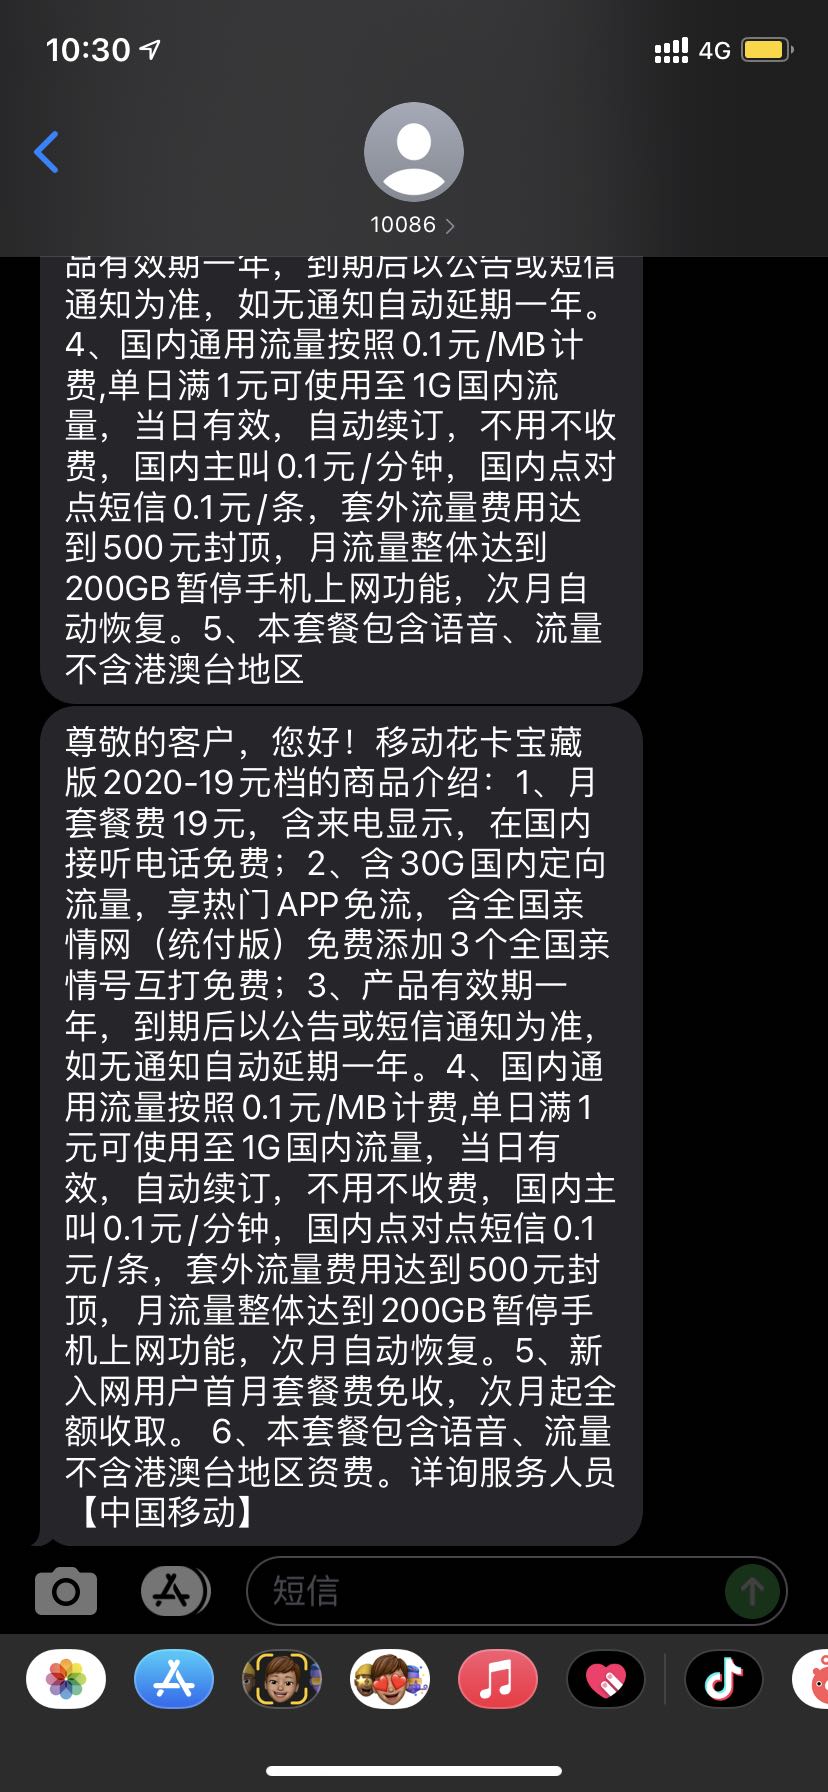 10:30
4G
10086
品有效期一年，到期后以公告或短信
通知为准，如无通知自动延期一年。
4、国内通用流量按照0.1元/MB计
费,单日满1元可使用至1G国内流
量，当日有效，自动续订，不用不收
费，国内主叫0.1元/分钟，国内点对
点短信0.1元/条，套外流量费用达
到500元封顶，月流量整体达到
200GB暂停手机上网功能，次月自
动恢复。5、本套餐包含语音、流量
不含港澳台地区
尊敬的客户，您好！移动花卡宝藏
版2020-19元档的商品介绍：1、月
套餐费19元，含来电显示，在国内
接听电话免费；2、含30G国内定向
流量，享热门APP免流，含全国亲
情网（统付版）免费添加3个全国亲
情号互打免费；3、产品有效期一
年，到期后以公告或短信通知为准，
如无通知自动延期一年。4、国内通
用流量按照0.1元/MB计费,单日满1
元可使用至1G国内流量，当日有
效，自动续订，不用不收费，国内主
叫0.1元/分钟，国内点对点短信0.1
元/条，套外流量费用达到500元封
顶，月流量整体达到200GB暂停手
机上网功能，次月自动恢复。5、新
入网用户首月套餐费免收，次月起全
额收取。 6、本套餐包含语音、流量
不含港澳台地区资费。详询服务人员
【中国移动】
短信